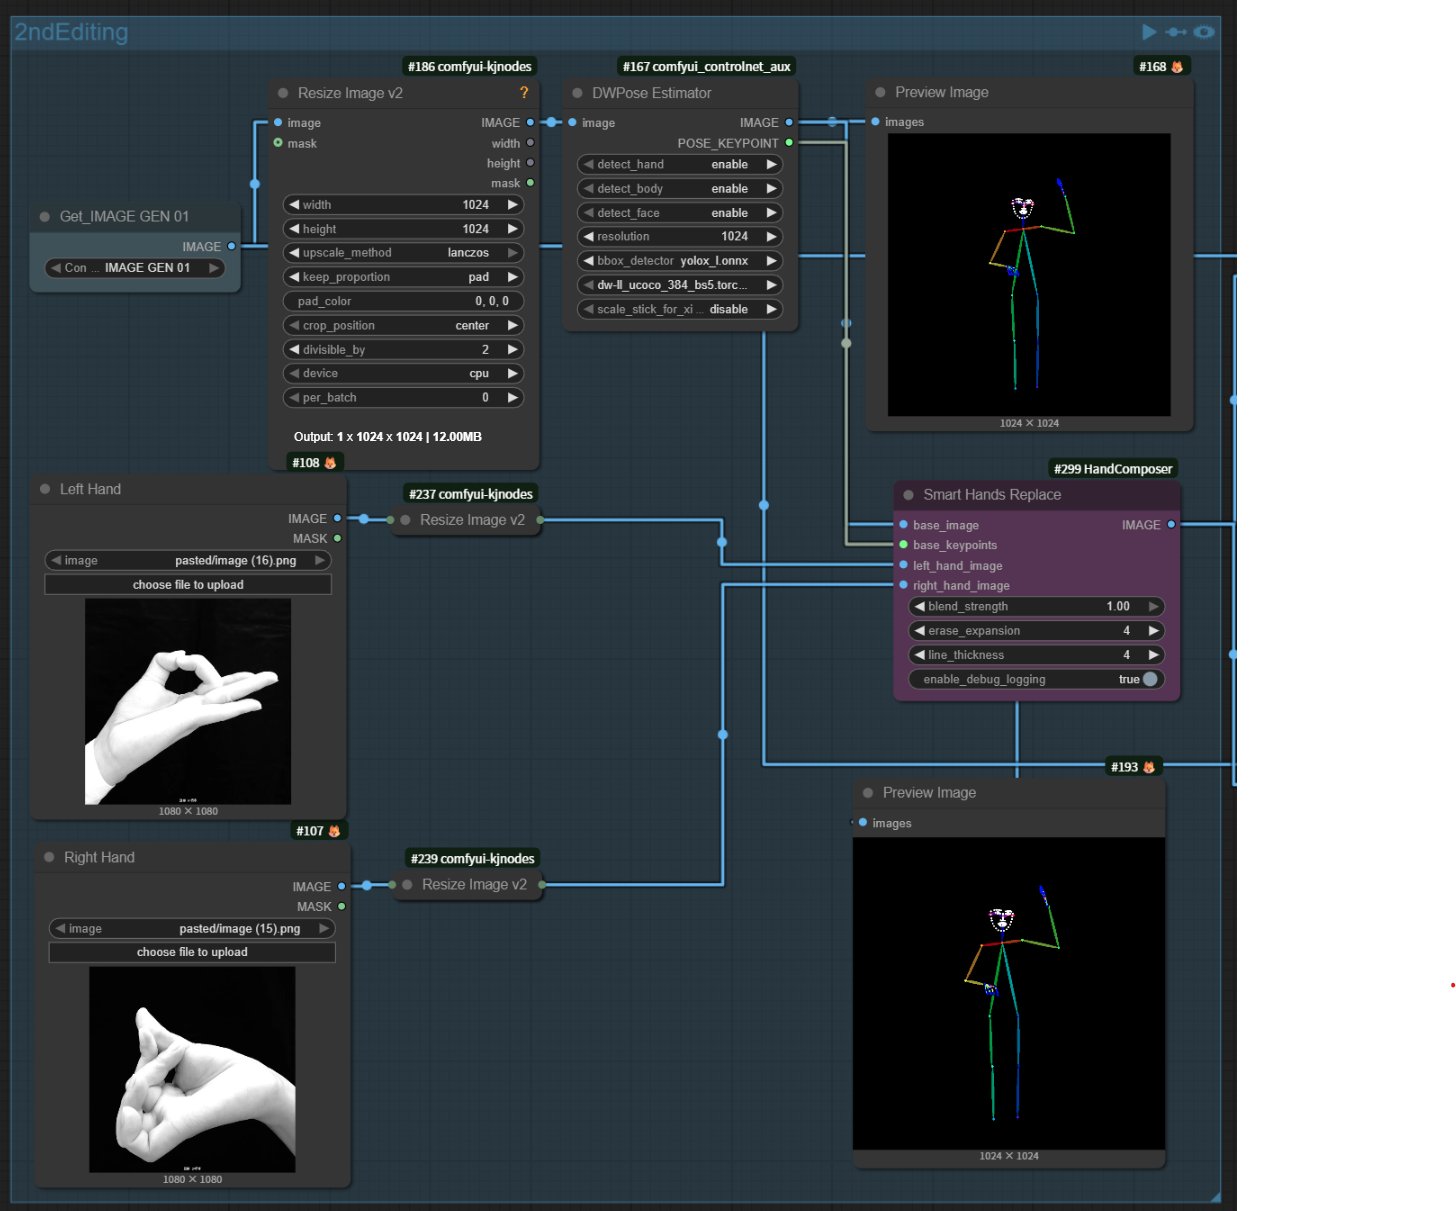 2ndEditing
#186 comfyui-kjnodes
Resize Image v2
?
image
IMAGE
mask
width
height
mask
width 1024
height 1024
upscale_method lanczos
keep_proportion pad
pad_color 0, 0, 0
crop_position center
divisible_by 2
device cpu
per_batch 0
Output: 1 x 1024 x 1024 | 12.00MB
#167 comfyui_controlnet_aux
DWPose Estimator
image
IMAGE
POSE_KEYPOINT
detect_hand enable
detect_body enable
detect_face enable
resolution 1024
bbox_detector yolox_l.onnx
dw-ll_ucoco_384_bs5.torc...
scale_stick_for_xi ... disable
#168
Preview Image
images
1024 × 1024
Get_IMAGE GEN 01
IMAGE
Con ... IMAGE GEN 01
#108
Left Hand
IMAGE
MASK
image pasted/image (16).png
choose file to upload
1080 × 1080
#237 comfyui-kjnodes
Resize Image v2
#299 HandComposer
Smart Hands Replace
base_image
IMAGE
base_keypoints
left_hand_image
right_hand_image
blend_strength 1.00
erase_expansion 4
line_thickness 4
enable_debug_logging true
#107
Right Hand
IMAGE
MASK
image pasted/image (15).png
choose file to upload
1080 × 1080
#239 comfyui-kjnodes
Resize Image v2
#193
Preview Image
images
1024 × 1024